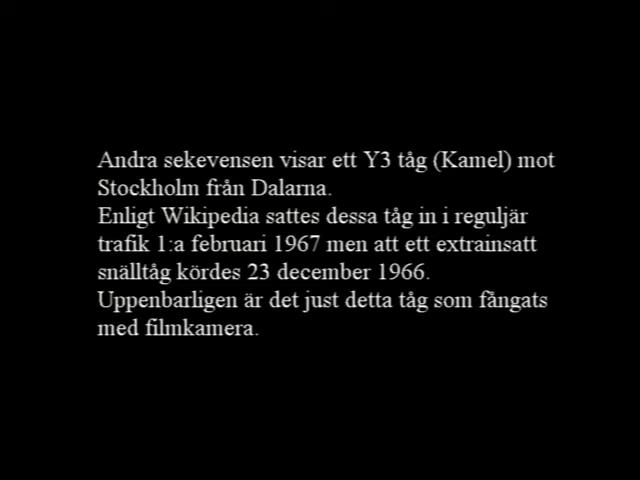 Andra sekevensen visar ett Y3 tåg (Kamel) mot
Stockholm från Dalarna.
Enligt Wikipedia sattes dessa tåg in i reguljär
trafik 1:a februari 1967 men att ett extrainsatt
snälltåg kördes 23 december 1966.
Uppenbarligen är det just detta tåg som fångats
med filmkamera.